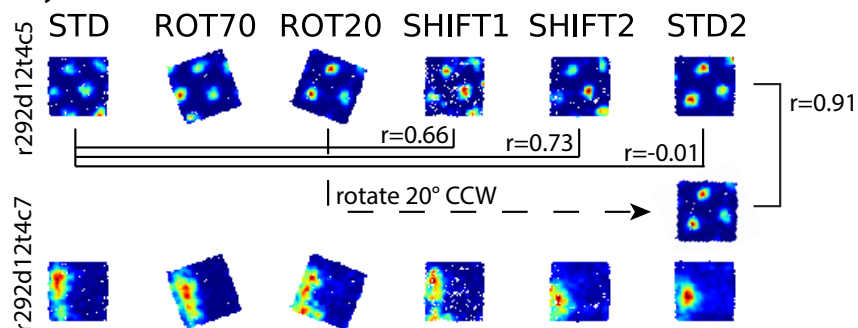 STD ROT70 ROT20 SHIFT1 SHIFT2 STD2
r292d12t4c5
r=0.91
r=0.66
r=0.73
r=-0.01
rotate 20° CCW
r292d12t4c7